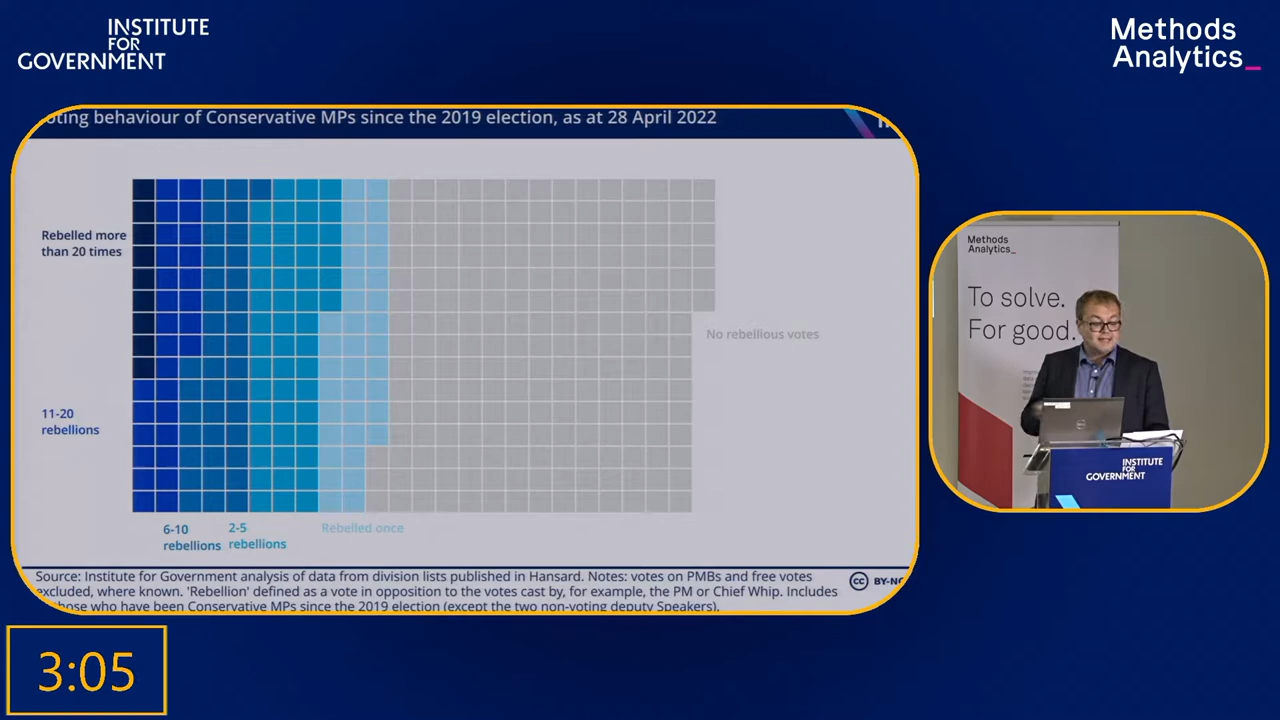 INSTITUTE
FOR
GOVERNMENT
Methods
Analytics_
oting behaviour of Conservative MPs since the 2019 election, as at 28 April 2022
Rebelled more
than 20 times
No rebellious votes
11-20
rebellions
6-10
rebellions
2-5
rebellions
Rebelled once
Source: Institute for Government analysis of data from division lists published in Hansard. Notes: votes on PMBs and free votes
excluded, where known. 'Rebellion' defined as a vote in opposition to the votes cast by, for example, the PM or Chief Whip. Includes
those who have been Conservative MPs since the 2019 election (except the two non-voting deputy Speakers).
cc BY-NC
Methods
Analytics_
To solve.
For good.
INSTITUTE
FOR
GOVERNMENT
3:05